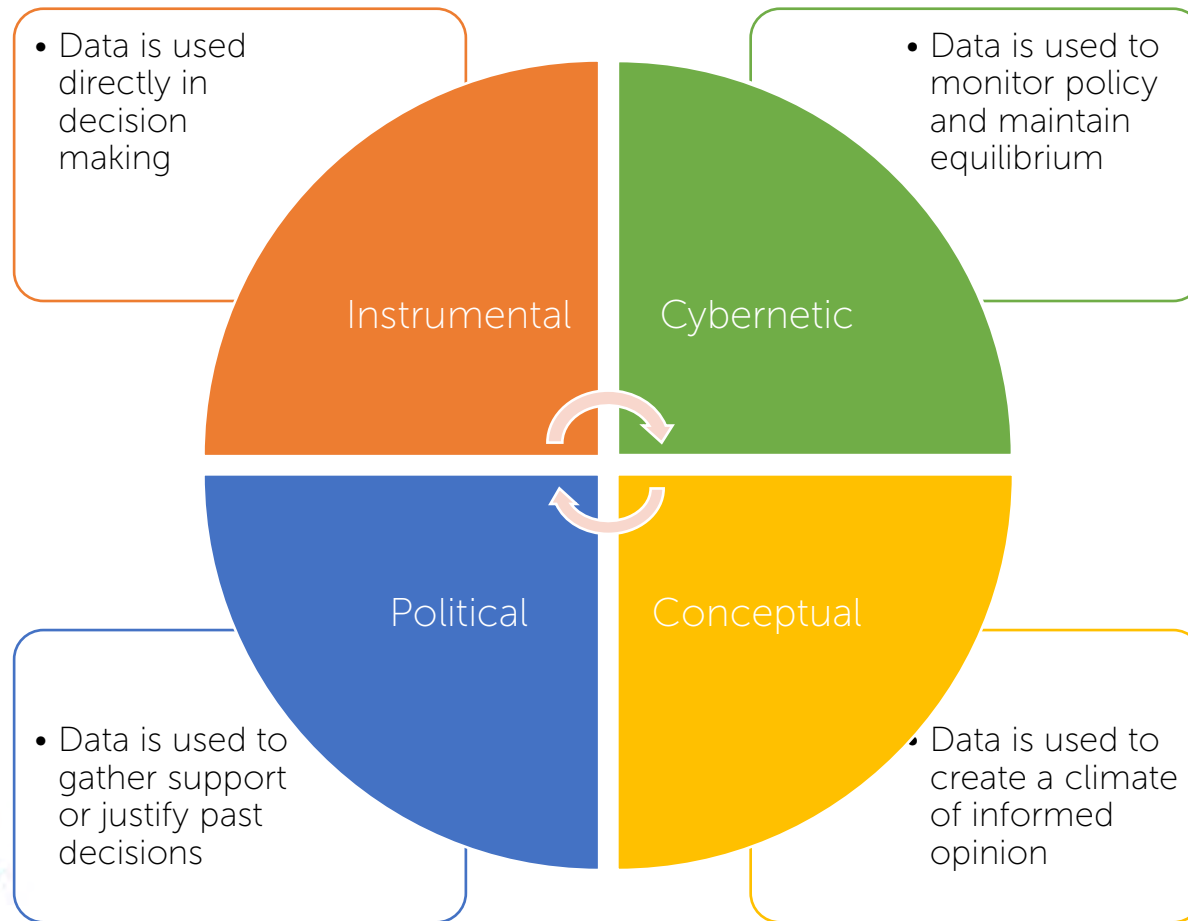 • Data is used
directly in
decision
making
• Data is used to
monitor policy
and maintain
equilibrium
Instrumental
Cybernetic
Political
Conceptual
• Data is used to
gather support
or justify past
decisions
• Data is used to
create a climate
of informed
opinion